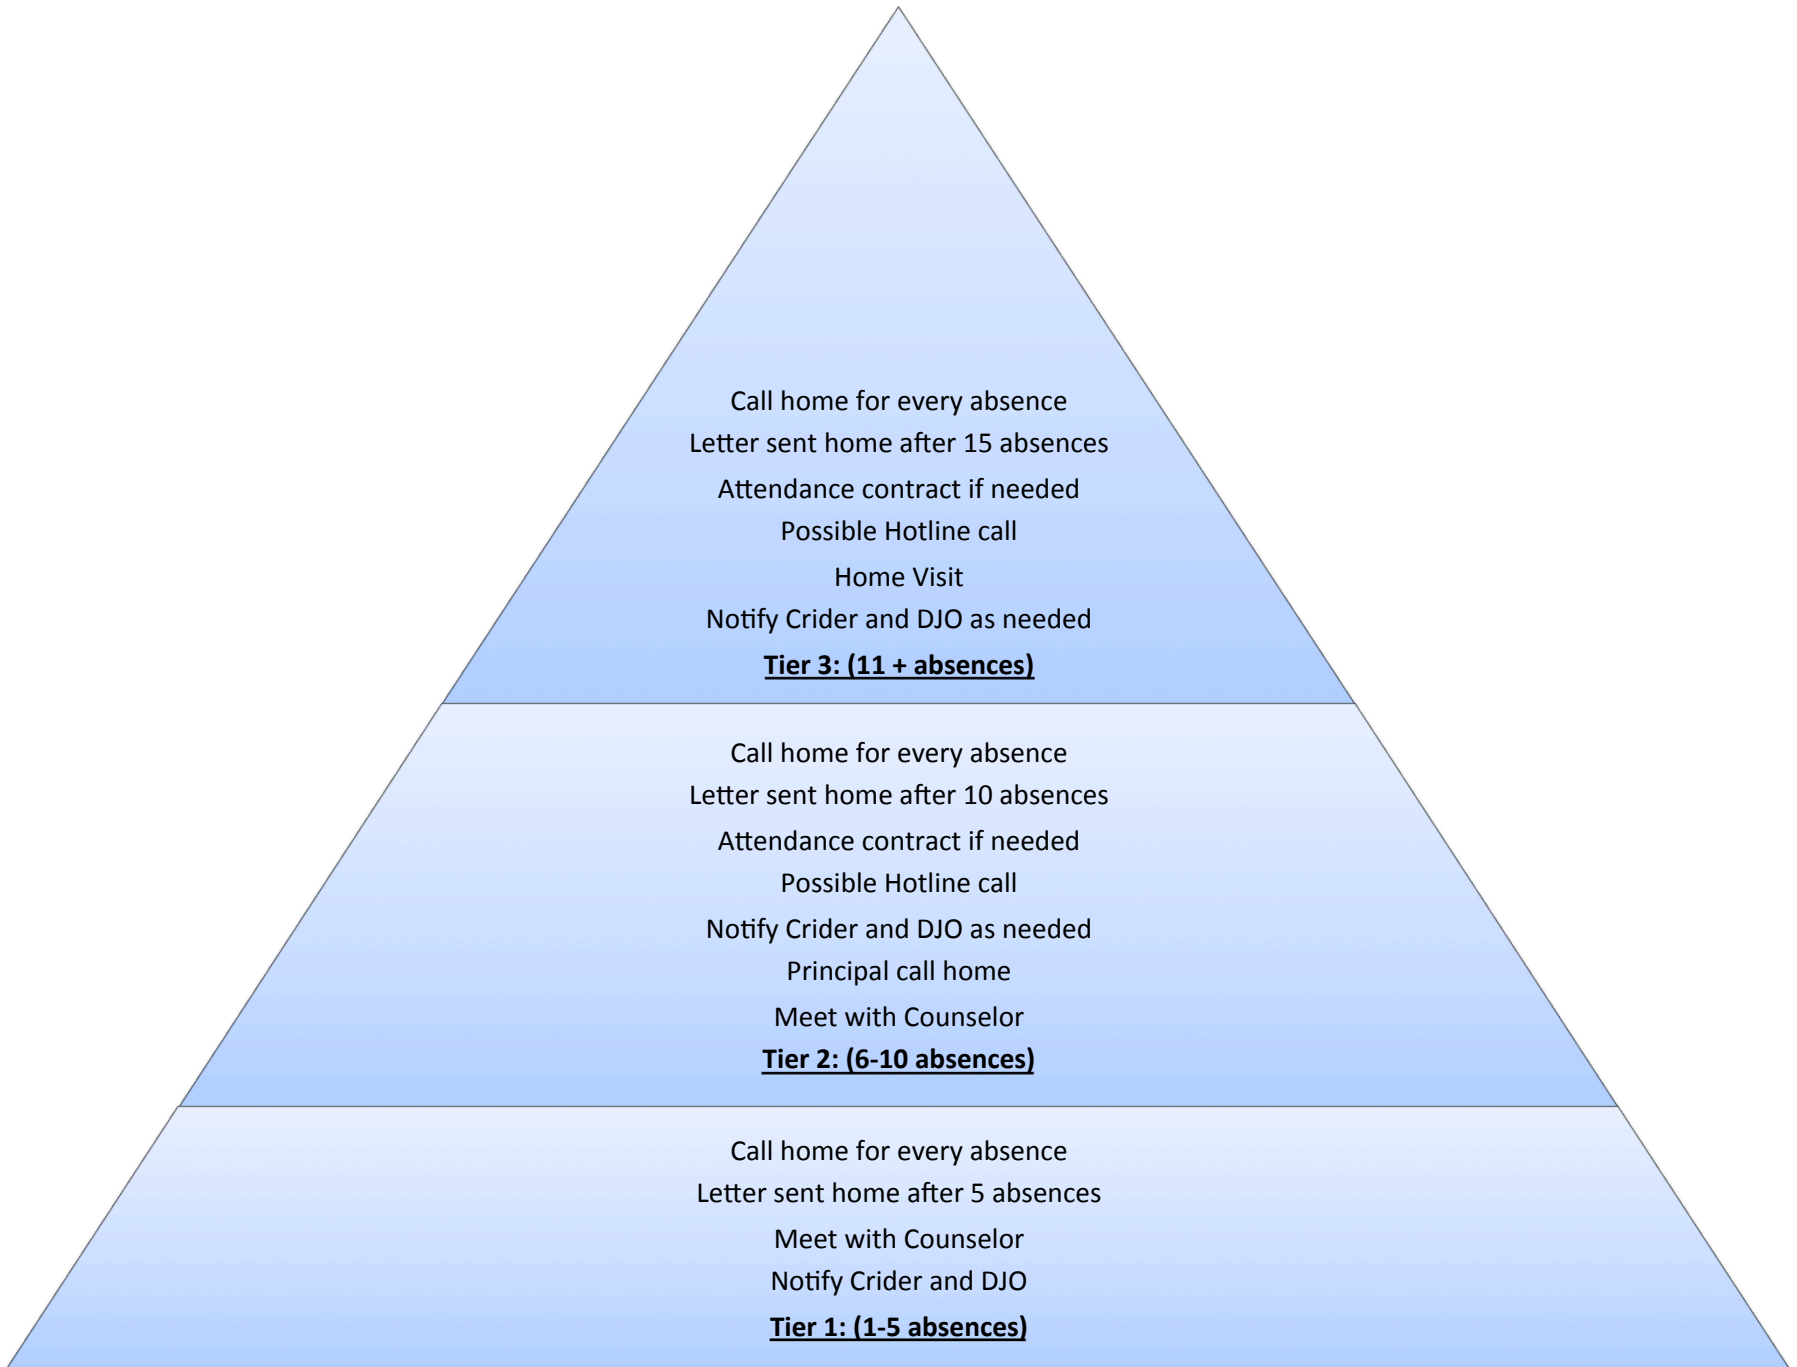 Call home for every absence
Letter sent home after 15 absences
Attendance contract if needed
Possible Hotline call
Home Visit
Notify Crider and DJO as needed
Tier 3: (11 + absences)
Call home for every absence
Letter sent home after 10 absences
Attendance contract if needed
Possible Hotline call
Notify Crider and DJO as needed
Principal call home
Meet with Counselor
Tier 2: (6-10 absences)
Call home for every absence
Letter sent home after 5 absences
Meet with Counselor
Notify Crider and DJO
Tier 1: (1-5 absences)